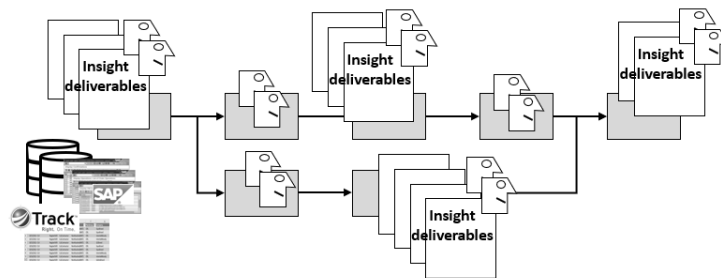 Insight
deliverables
Insight
deliverables
Insight
deliverables
SAP
Track
Right. On Time.
Insight
deliverables